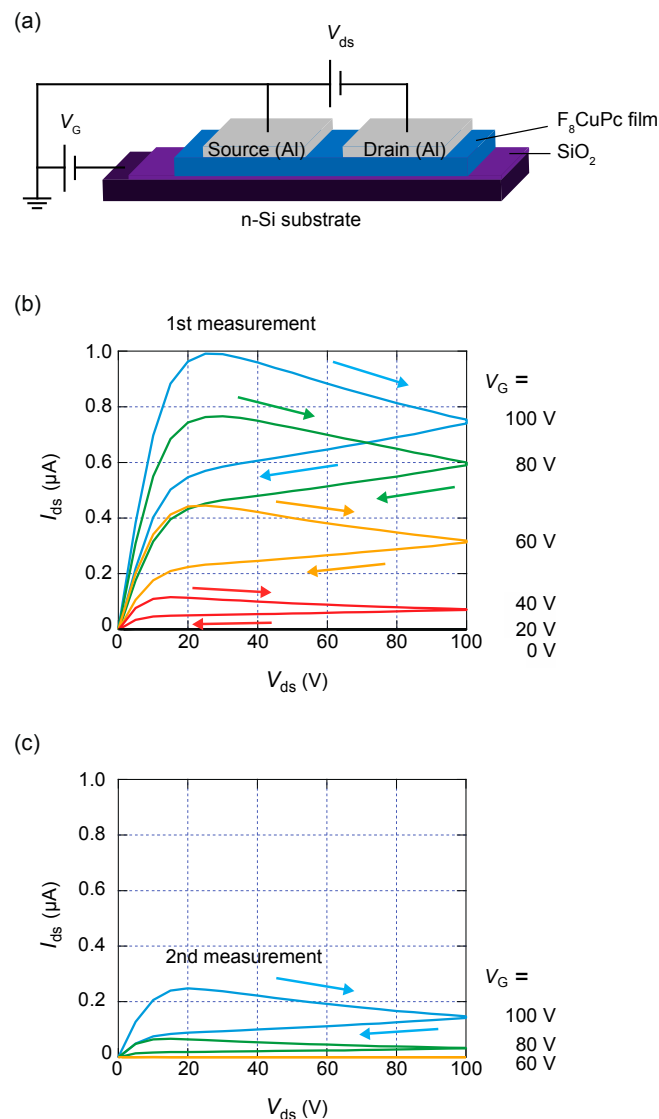 (a)
V_ds
V_G
F₈CuPc film
Source (Al)
Drain (Al)
SiO₂
n-Si substrate
(b)
1st measurement
1.0
0.8
0.6
0.4
0.2
0
I_ds (μA)
0 20 40 60 80 100
V_ds (V)
V_G =
100 V
80 V
60 V
40 V
20 V
0 V
(c)
1.0
0.8
0.6
0.4
0.2
0
I_ds (μA)
2nd measurement
0 20 40 60 80 100
V_ds (V)
V_G =
100 V
80 V
60 V